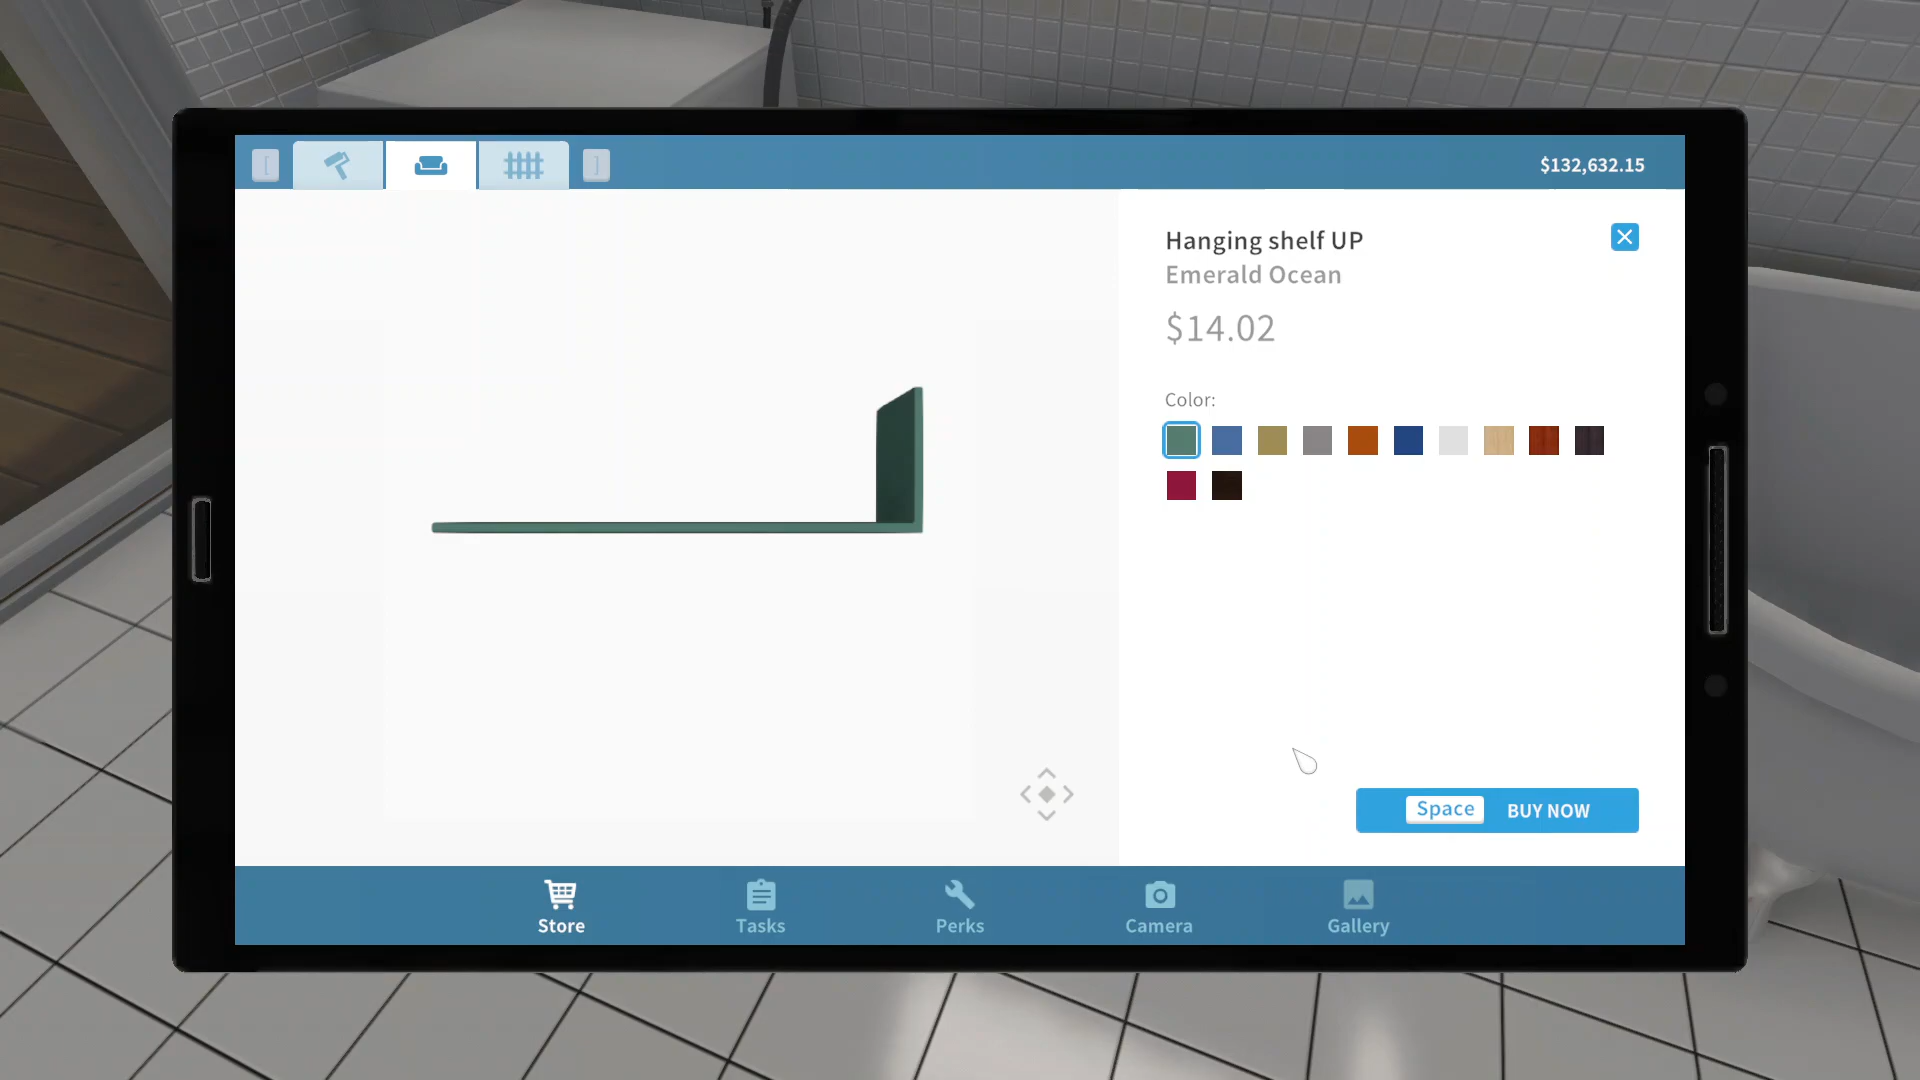 [
]
$132,632.15
Hanging shelf UP
Emerald Ocean
$14.02
Color:
Space BUY NOW
Store
Tasks
Perks
Camera
Gallery